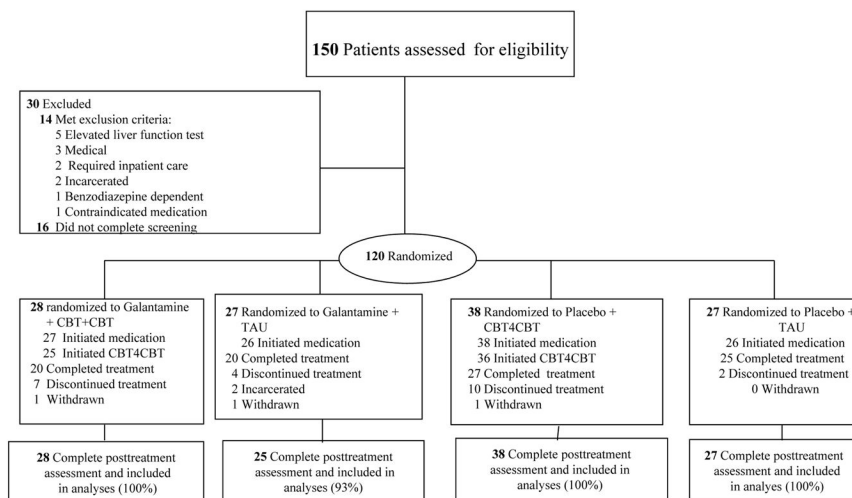 150 Patients assessed for eligibility
30 Excluded
14 Met exclusion criteria:
5 Elevated liver function test
3 Medical
2 Required inpatient care
2 Incarcerated
1 Benzodiazepine dependent
1 Contraindicated medication
16 Did not complete screening
120 Randomized
28 randomized to Galantamine
+ CBT+CBT
27 Initiated medication
25 Initiated CBT4CBT
20 Completed treatment
7 Discontinued treatment
1 Withdrawn
27 Randomized to Galantamine +
TAU
26 Initiated medication
20 Completed treatment
4 Discontinued treatment
2 Incarcerated
1 Withdrawn
38 Randomized to Placebo +
CBT4CBT
38 Initiated medication
36 Initiated CBT4CBT
27 Completed treatment
10 Discontinued treatment
1 Withdrawn
27 Randomized to Placebo +
TAU
26 Initiated medication
25 Completed treatment
2 Discontinued treatment
0 Withdrawn
28 Complete posttreatment
assessment and included
in analyses (100%)
25 Complete posttreatment
assessment and included in
analyses (93%)
38 Complete posttreatment
assessment and included in
analyses (100%)
27 Complete posttreatment
assessment and included in
analyses (100%)